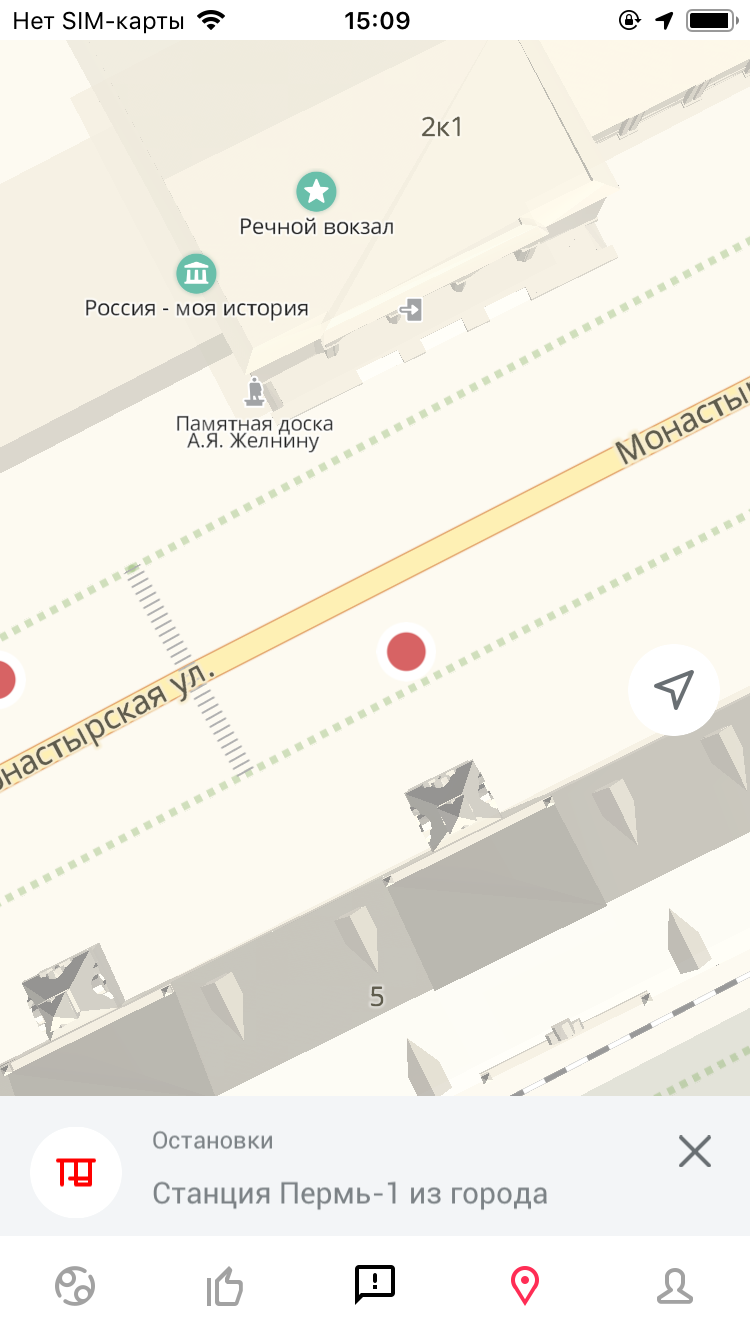 Нет SIM-карты 15:09
2к1
Речной вокзал
Россия - моя история
Памятная доска
А.Я. Желнину
Монасты
онастырская ул.
5
Остановки
Станция Пермь-1 из города